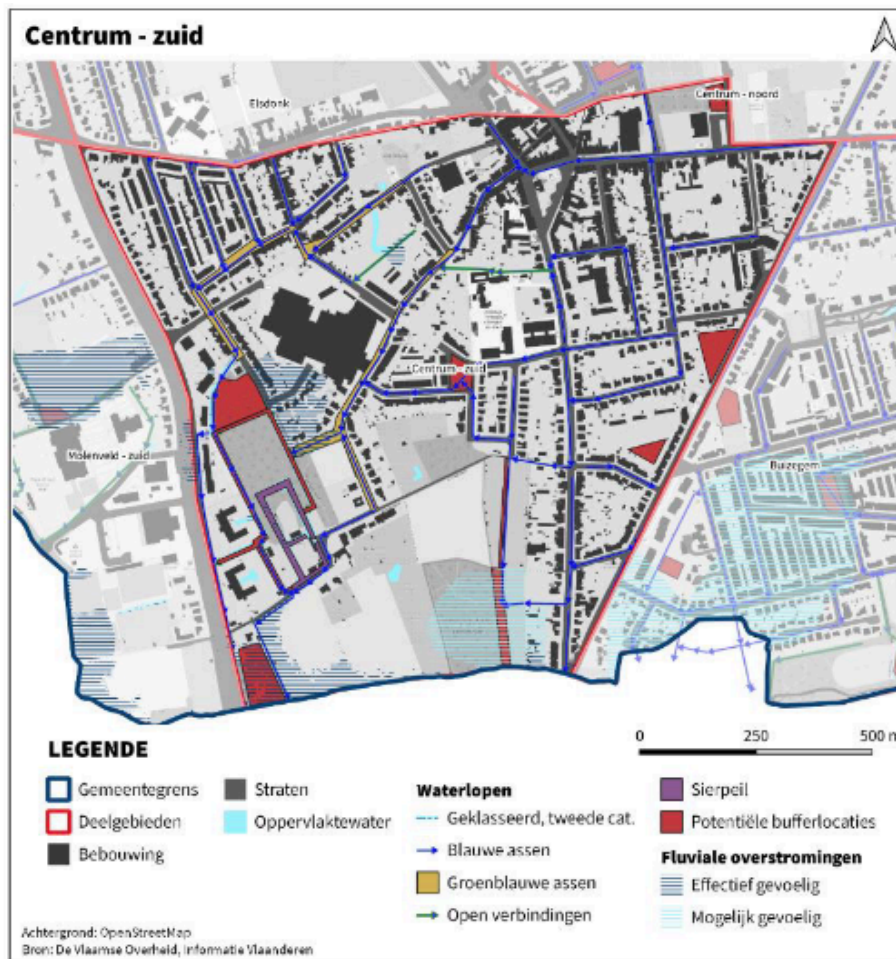 Centrum - zuid
Elsdonk
Centrum - noord
Centrum - zuid
Molenveld - zuid
Buizegem
0 250 500 m
LEGENDE
Gemeentegrens
Deelgebieden
Bebouwing
Straten
Oppervlaktewater
Waterlopen
Geklasseerd, tweede cat.
Blauwe assen
Groenblauwe assen
Open verbindingen
Sierpeil
Potentiële bufferlocaties
Fluviale overstromingen
Effectief gevoelig
Mogelijk gevoelig
Achtergrond: OpenStreetMap
Bron: De Vlaamse Overheid, Informatie Vlaanderen